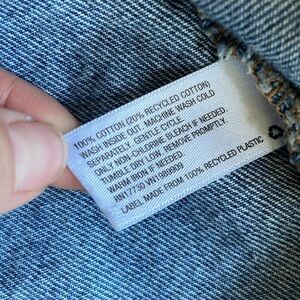 100% COTTON (20% RECYCLED COTTON)
WASH INSIDE OUT. MACHINE WASH COLD
SEPARATELY, GENTLE CYCLE.
ONLY NON-CHLORINE BLEACH IF NEEDED.
TUMBLE DRY LOW. REMOVE PROMPTLY.
WARM IRON IF NEEDED.
RN17730 VN1989909
LABEL MADE FROM 100% RECYCLED PLASTIC